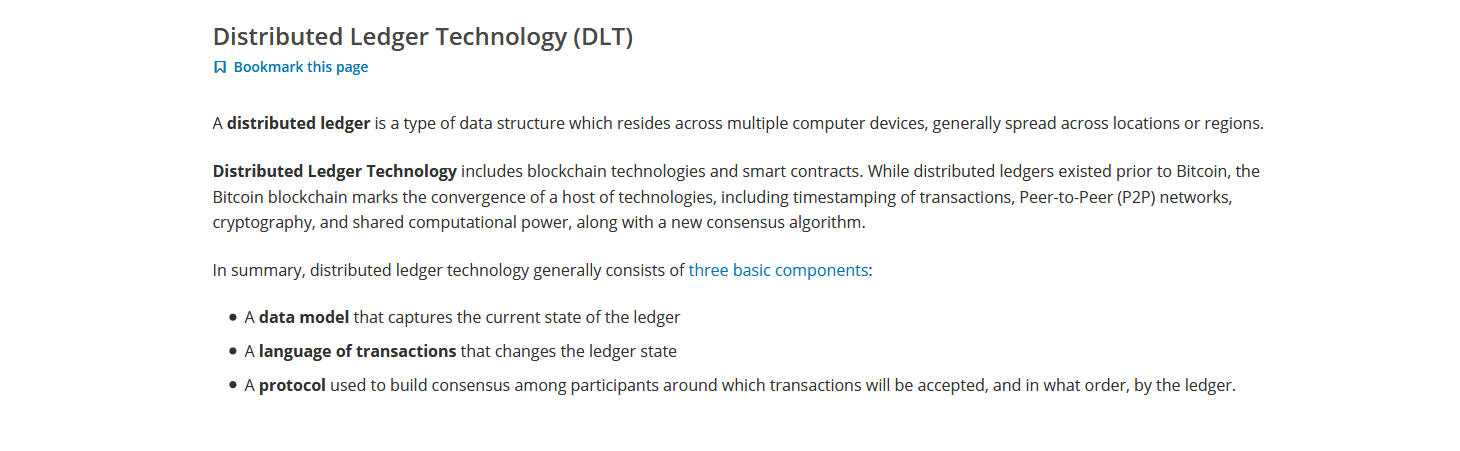 Distributed Ledger Technology (DLT)
Bookmark this page
A distributed ledger is a type of data structure which resides across multiple computer devices, generally spread across locations or regions.
Distributed Ledger Technology includes blockchain technologies and smart contracts. While distributed ledgers existed prior to Bitcoin, the
Bitcoin blockchain marks the convergence of a host of technologies, including timestamping of transactions, Peer-to-Peer (P2P) networks,
cryptography, and shared computational power, along with a new consensus algorithm.
In summary, distributed ledger technology generally consists of three basic components:
● A data model that captures the current state of the ledger
● A language of transactions that changes the ledger state
● A protocol used to build consensus among participants around which transactions will be accepted, and in what order, by the ledger.